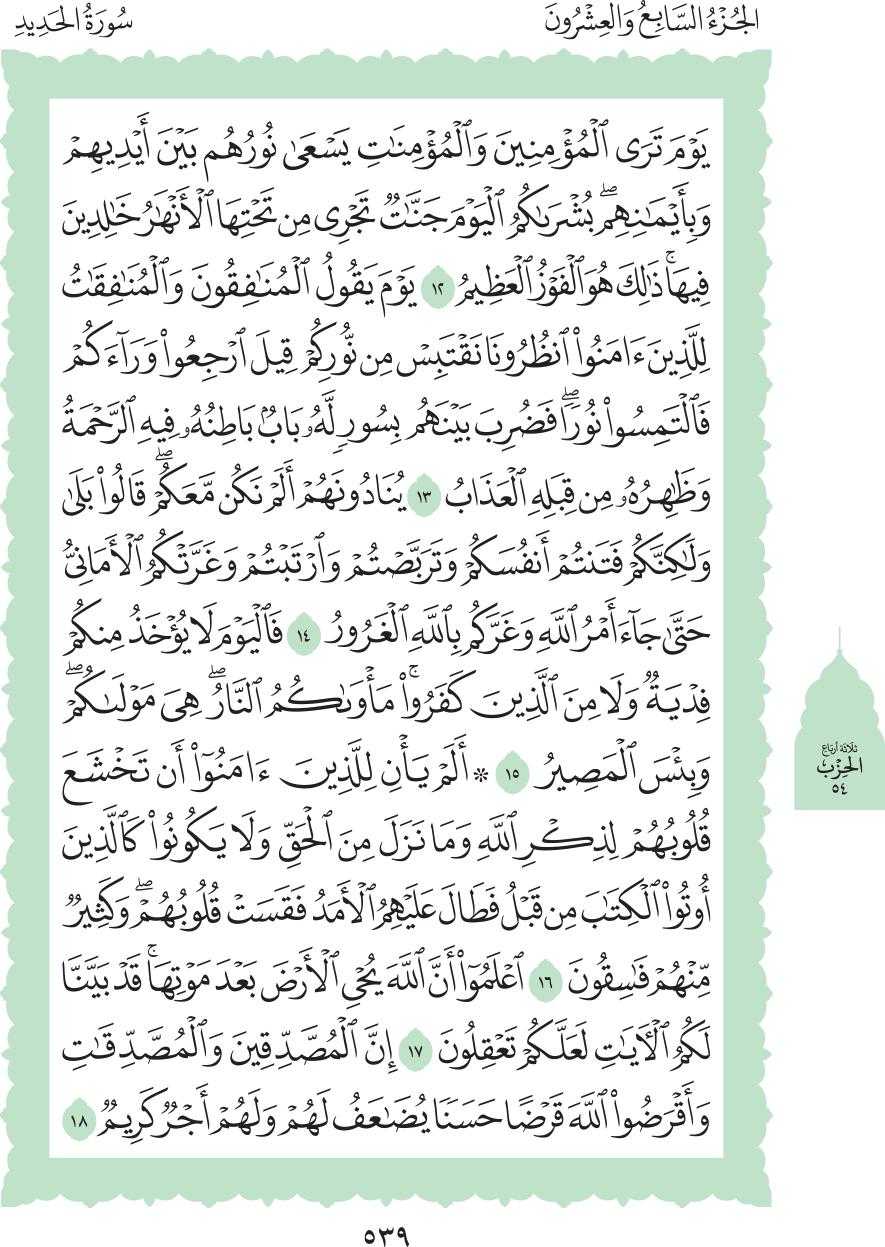 الجُزْءُ السَّابِعُ وَالعِشْرُونَ
سُورَةُ الحَدِيدِ
يَوْمَ تَرَى ٱلْمُؤْمِنِينَ وَٱلْمُؤْمِنَٰتِ يَسْعَىٰ نُورُهُم بَيْنَ أَيْدِيهِمْ
وَبِأَيْمَٰنِهِمۖ بُشْرَىٰكُمُ ٱلْيَوْمَ جَنَّٰتٌ تَجْرِى مِن تَحْتِهَا ٱلْأَنْهَٰرُ خَٰلِدِينَ
فِيهَاۚ ذَٰلِكَ هُوَ ٱلْفَوْزُ ٱلْعَظِيمُ ١٢ يَوْمَ يَقُولُ ٱلْمُنَٰفِقُونَ وَٱلْمُنَٰفِقَٰتُ
لِلَّذِينَ ءَامَنُوا۟ ٱنظُرُونَا نَقْتَبِسْ مِن نُّورِكُمْ قِيلَ ٱرْجِعُوا۟ وَرَآءَكُمْ
فَٱلْتَمِسُوا۟ نُورًاۖ فَضُرِبَ بَيْنَهُم بِسُورٍ لَّهُۥ بَابٌۢ بَاطِنُهُۥ فِيهِ ٱلرَّحْمَةُ
وَظَٰهِرُهُۥ مِن قِبَلِهِ ٱلْعَذَابُ ١٣ يُنَادُونَهُمْ أَلَمْ نَكُن مَّعَكُمْۖ قَالُوا۟ بَلَىٰ
وَلَٰكِنَّكُمْ فَتَنتُمْ أَنفُسَكُمْ وَتَرَبَّصْتُمْ وَٱرْتَبْتُمْ وَغَرَّتْكُمُ ٱلْأَمَانِىُّ
حَتَّىٰ جَآءَ أَمْرُ ٱللَّهِ وَغَرَّكُم بِٱللَّهِ ٱلْغَرُورُ ١٤ فَٱلْيَوْمَ لَا يُؤْخَذُ مِنكُمْ
فِدْيَةٌ وَلَا مِنَ ٱلَّذِينَ كَفَرُوا۟ۚ مَأْوَىٰكُمُ ٱلنَّارُۖ هِىَ مَوْلَىٰكُمْۖ
وَبِئْسَ ٱلْمَصِيرُ ١٥ ۞ أَلَمْ يَأْنِ لِلَّذِينَ ءَامَنُوٓا۟ أَن تَخْشَعَ
قُلُوبُهُمْ لِذِكْرِ ٱللَّهِ وَمَا نَزَلَ مِنَ ٱلْحَقِّ وَلَا يَكُونُوا۟ كَٱلَّذِينَ
أُوتُوا۟ ٱلْكِتَٰبَ مِن قَبْلُ فَطَالَ عَلَيْهِمُ ٱلْأَمَدُ فَقَسَتْ قُلُوبُهُمْۖ وَكَثِيرٌ
مِّنْهُمْ فَٰسِقُونَ ١٦ ٱعْلَمُوٓا۟ أَنَّ ٱللَّهَ يُحْىِ ٱلْأَرْضَ بَعْدَ مَوْتِهَاۚ قَدْ بَيَّنَّا
لَكُمُ ٱلْـَٔايَٰتِ لَعَلَّكُمْ تَعْقِلُونَ ١٧ إِنَّ ٱلْمُصَّدِّقِينَ وَٱلْمُصَّدِّقَٰتِ
وَأَقْرَضُوا۟ ٱللَّهَ قَرْضًا حَسَنًا يُضَٰعَفُ لَهُمْ وَلَهُمْ أَجْرٌ كَرِيمٌ ١٨
ثلاثة أرباع
الحزب
٥٤
٥٣٩